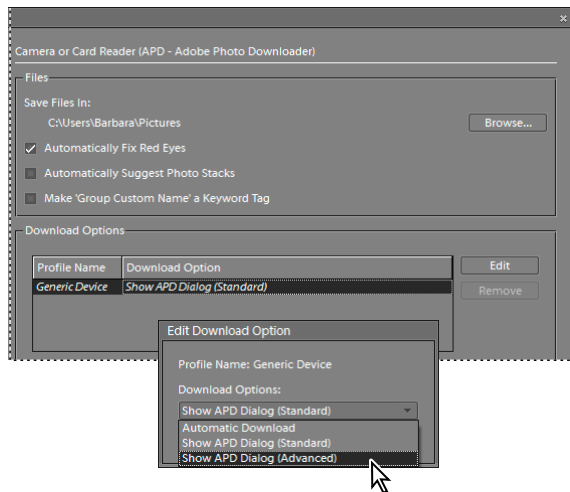 ×
Camera or Card Reader (APD - Adobe Photo Downloader)
Files
Save Files In:
C:\Users\Barbara\Pictures
Browse...
Automatically Fix Red Eyes
Automatically Suggest Photo Stacks
Make 'Group Custom Name' a Keyword Tag
Download Options
Profile Name Download Option
Edit
Generic Device Show APD Dialog (Standard)
Remove
Edit Download Option
Profile Name: Generic Device
Download Options:
Show APD Dialog (Standard)
Automatic Download
Show APD Dialog (Standard)
Show APD Dialog (Advanced)